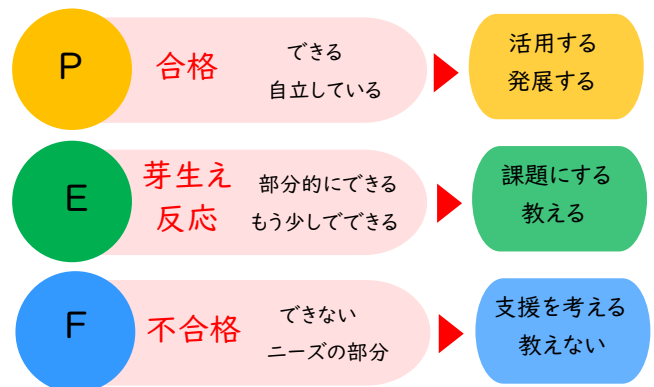 P
合格
できる
自立している
活用する
発展する
E
芽生え
反応
部分的にできる
もう少しでできる
課題にする
教える
F
不合格
できない
ニーズの部分
支援を考える
教えない